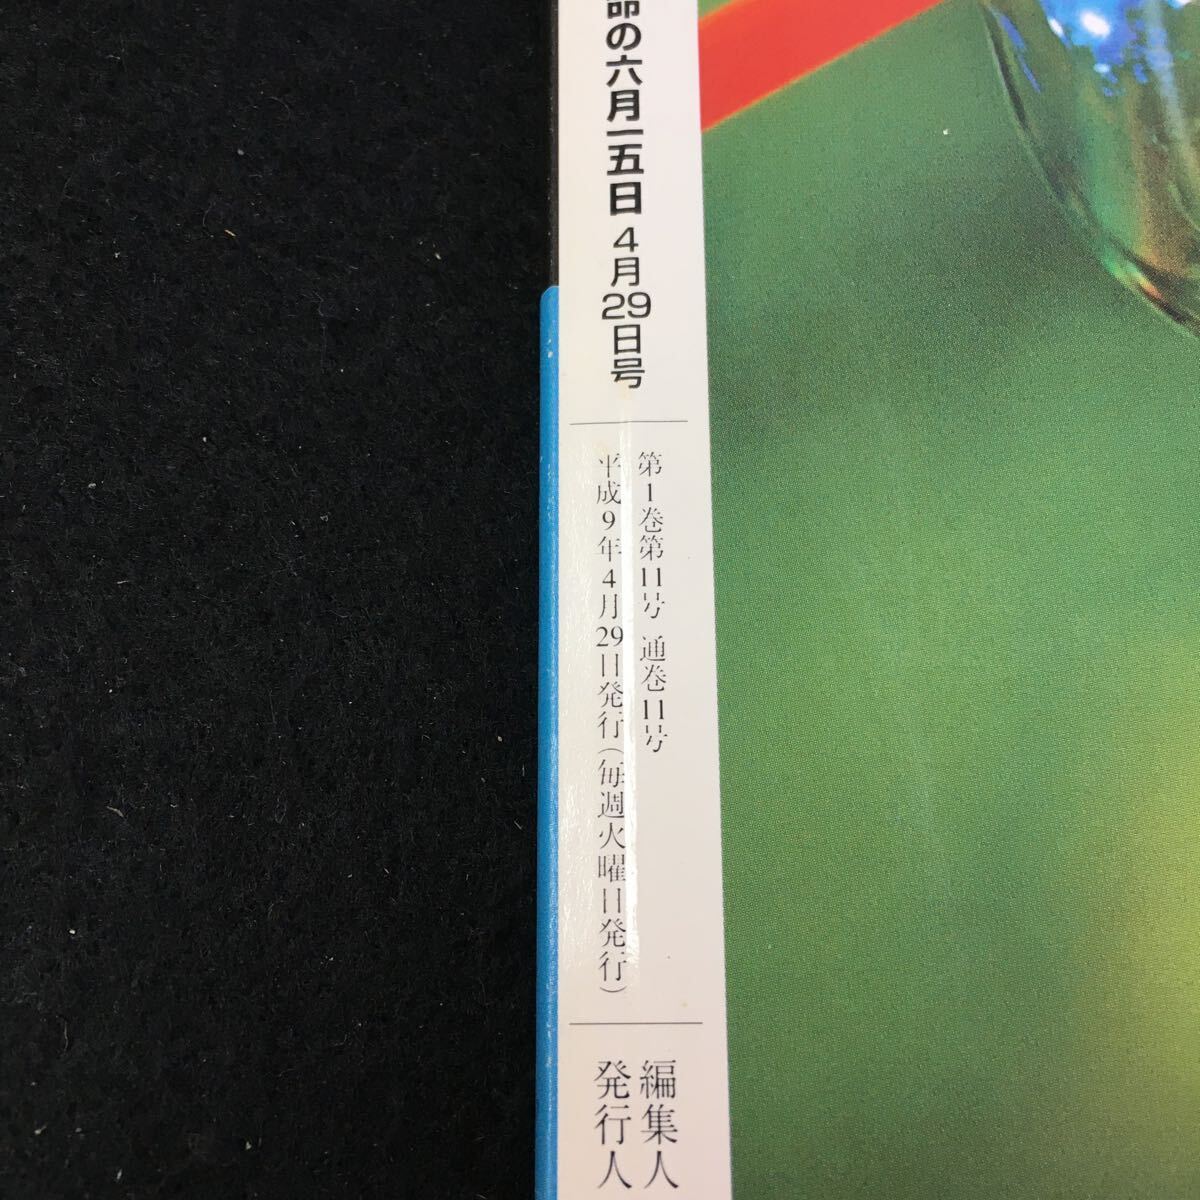 命の六月一五日 4月29日号
第1巻第11号 通巻11号
平成9年4月29日発行（毎週火曜日発行）
編集人
発行人